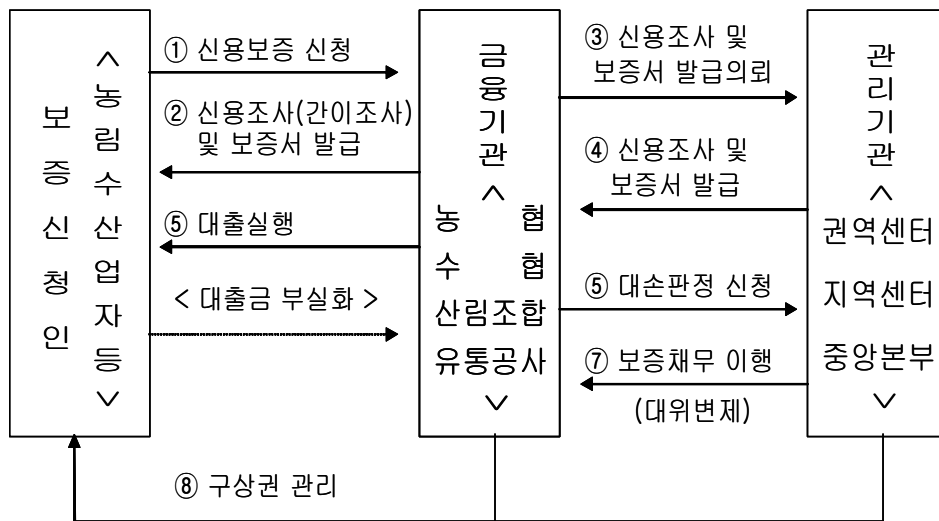 보증신청인
<농림수산업자등>
① 신용보증 신청
② 신용조사(간이조사)
및 보증서 발급
⑤ 대출실행
< 대출금 부실화 >
금융기관
<
농 협
수 협
산림조합
유통공사
>
③ 신용조사 및
보증서 발급의뢰
④ 신용조사 및
보증서 발급
⑤ 대손판정 신청
⑦ 보증채무 이행
(대위변제)
관리기관
<
권역센터
지역센터
중앙본부
>
⑧ 구상권 관리